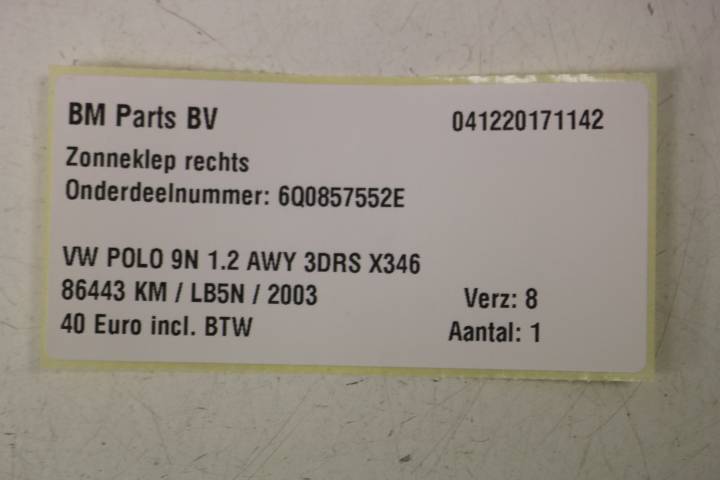 BM Parts BV 041220171142
Zonneklep rechts
Onderdeelnummer: 6Q0857552E
VW POLO 9N 1.2 AWY 3DRS X346
86443 KM / LB5N / 2003 Verz: 8
40 Euro incl. BTW Aantal: 1